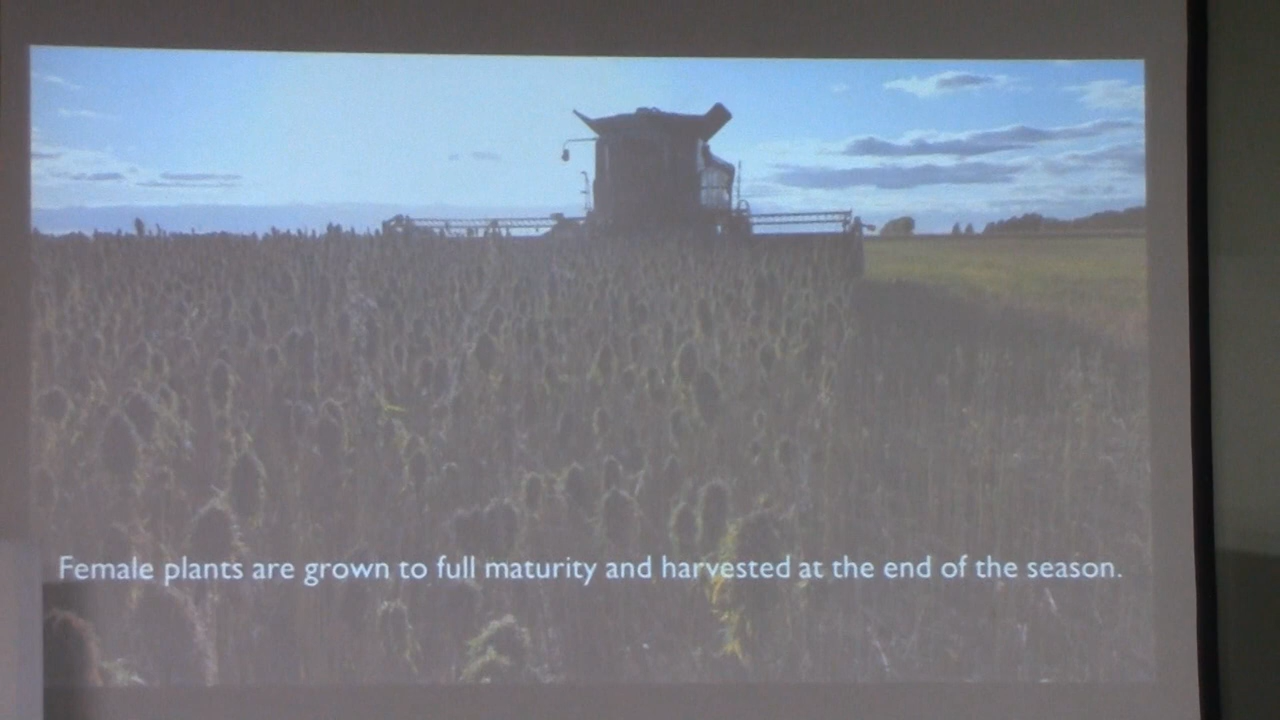 Female plants are grown to full maturity and harvested at the end of the season.